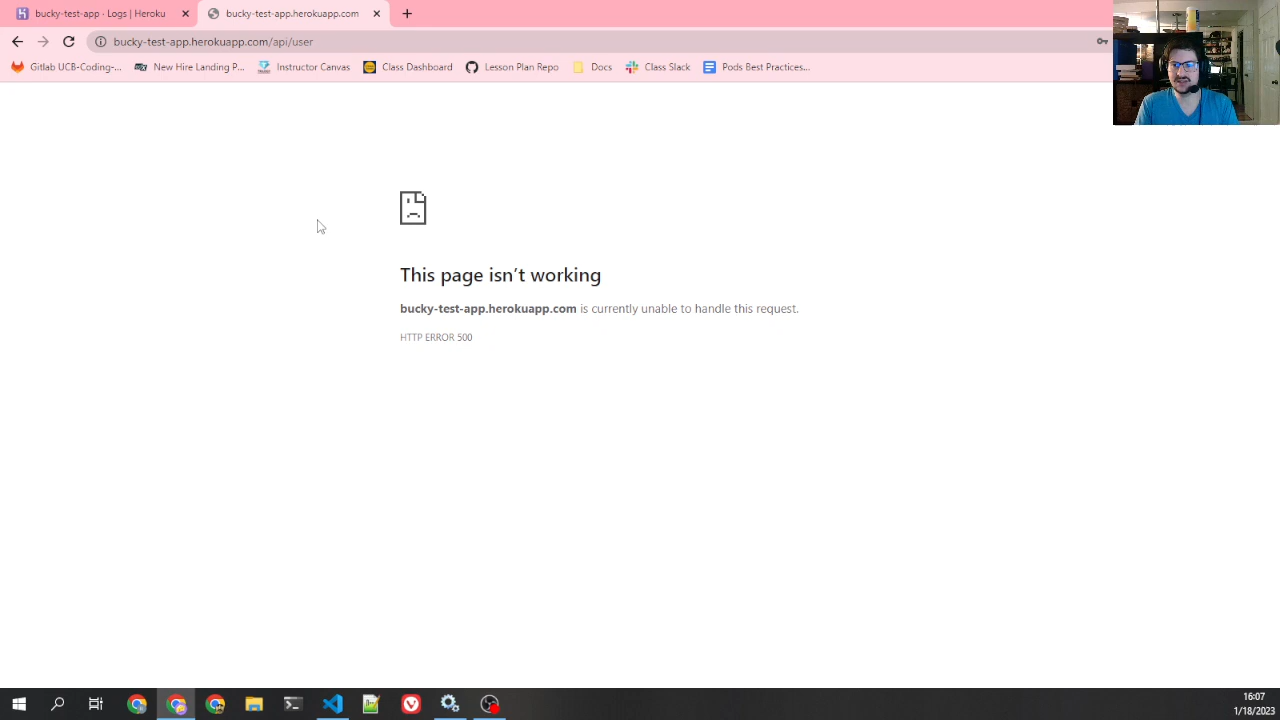 bucky-test-app · Logs | Heroku
bucky-test-app.herokuapp.com
bucky-test-app.herokuapp.com/api/user
Gitlab UCB-Coding-...
New Hire Landing P...
Instructor Canvas
Class Dashboard
Lesson Plan Repo
Docs
Class Slack
Pods Best Practices...
This page isn't working
bucky-test-app.herokuapp.com is currently unable to handle this request.
HTTP ERROR 500
16:07
1/18/2023